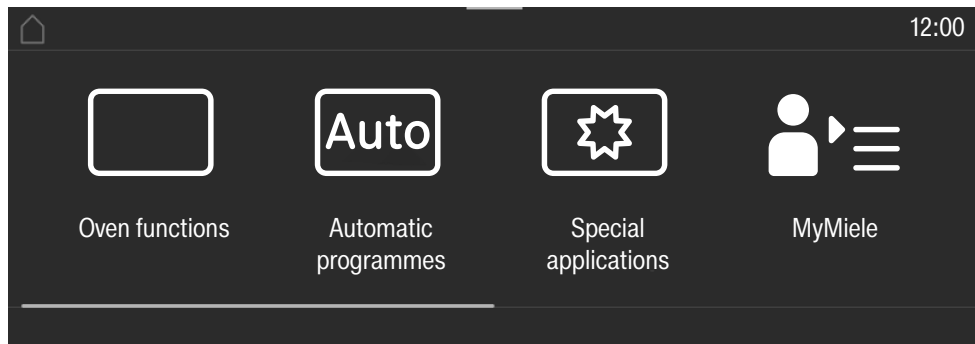 12:00
Auto
Oven functions
Automatic
programmes
Special
applications
MyMiele